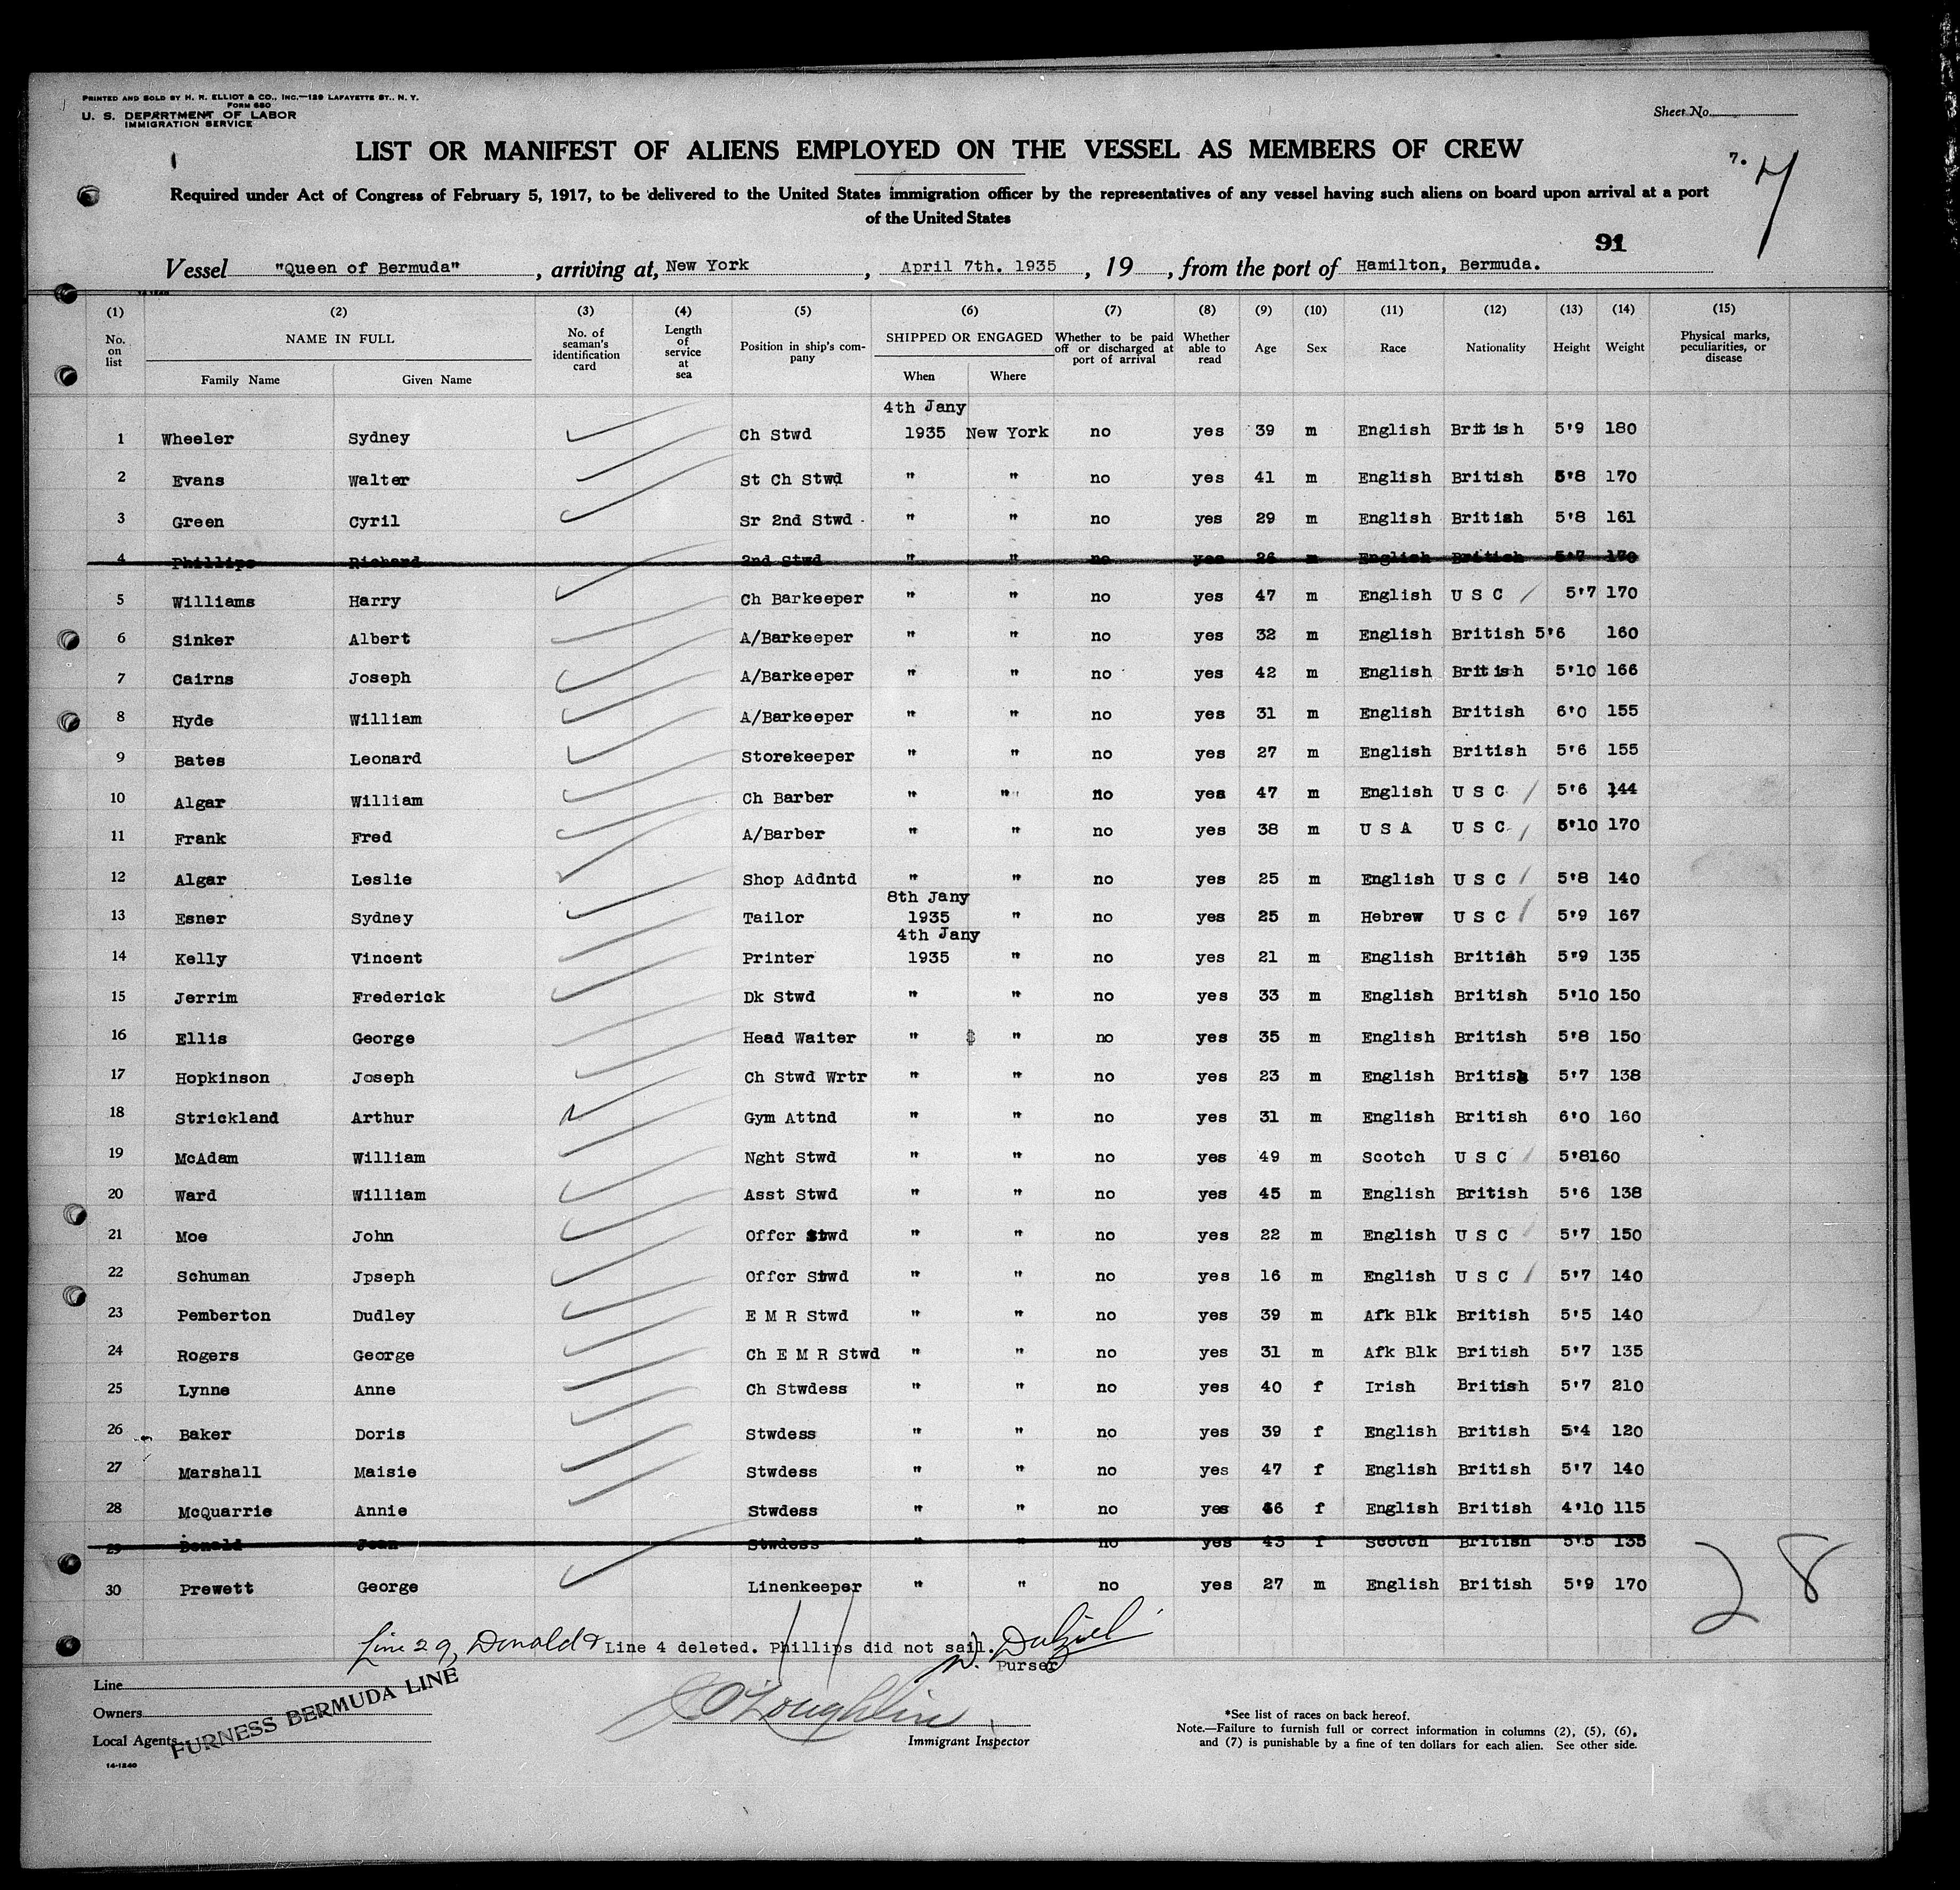 PRINTED AND SOLD BY H. R. ELLIOT & CO., INC.—129 LAFAYETTE ST., N. Y.
FORM 680
U. S. DEPARTMENT OF LABOR
IMMIGRATION SERVICE
Sheet No.
LIST OR MANIFEST OF ALIENS EMPLOYED ON THE VESSEL AS MEMBERS OF CREW
7. 7
Required under Act of Congress of February 5, 1917, to be delivered to the United States immigration officer by the representatives of any vessel having such aliens on board upon arrival at a port
of the United States
91
Vessel "Queen of Bermuda", arriving at, New York, April 7th. 1935, 19 , from the port of Hamilton, Bermuda.
14-1240
(1) (2) (3) (4) (5) (6) (7) (8) (9) (10) (11) (12) (13) (14) (15)
No. on list NAME IN FULL Family Name Given Name No. of seaman's identification card Length of service at sea Position in ship's company SHIPPED OR ENGAGED When Where Whether to be paid off or discharged at port of arrival Whether able to read Age Sex Race Nationality Height Weight Physical marks, peculiarities, or disease
4th Jany
1 Wheeler Sydney Ch Stwd 1935 New York no yes 39 m English British 5'9 180
2 Evans Walter St Ch Stwd " " no yes 41 m English British 5'8 170
3 Green Cyril Sr 2nd Stwd " " no yes 29 m English British 5'8 161
4 Phillips Richard 2nd Stwd " " no yes 26 m English British 5'7 170
5 Williams Harry Ch Barkeeper " " no yes 47 m English U S C 5'7 170
6 Sinker Albert A/Barkeeper " " no yes 32 m English British 5'6 160
7 Cairns Joseph A/Barkeeper " " no yes 42 m English British 5'10 166
8 Hyde William A/Barkeeper " " no yes 31 m English British 6'0 155
9 Bates Leonard Storekeeper " " no yes 27 m English British 5'6 155
10 Algar William Ch Barber " " no yes 47 m English U S C 5'6 144
11 Frank Fred A/Barber " " no yes 38 m U S A U S C 5'10 170
12 Algar Leslie Shop Addntd " " no yes 25 m English U S C 5'8 140
8th Jany
13 Esner Sydney Tailor 1935 " no yes 25 m Hebrew U S C 5'9 167
4th Jany
14 Kelly Vincent Printer 1935 " no yes 21 m English British 5'9 135
15 Jerrim Frederick Dk Stwd " " no yes 33 m English British 5'10 150
16 Ellis George Head Waiter " " no yes 35 m English British 5'8 150
17 Hopkinson Joseph Ch Stwd Wrtr " " no yes 23 m English British 5'7 138
18 Strickland Arthur Gym Attnd " " no yes 31 m English British 6'0 160
19 McAdam William Nght Stwd " " no yes 49 m Scotch U S C 5'8160
20 Ward William Asst Stwd " " no yes 45 m English British 5'6 138
21 Moe John Offcr Stwd " " no yes 22 m English U S C 5'7 150
22 Schuman Jpseph Offcr Stwd " " no yes 16 m English U S C 5'7 140
23 Pemberton Dudley E M R Stwd " " no yes 39 m Afk Blk British 5'5 140
24 Rogers George Ch E M R Stwd " " no yes 31 m Afk Blk British 5'7 135
25 Lynne Anne Ch Stwdess " " no yes 40 f Irish British 5'7 210
26 Baker Doris Stwdess " " no yes 39 f English British 5'4 120
27 Marshall Maisie Stwdess " " no yes 47 f English British 5'7 140
28 McQuarrie Annie Stwdess " " no yes f English British 4'10 115
29 Donald Jean Stwdess " " no yes 43 f Scotch British 5'5 135
30 Prewett George Linenkeeper " " no yes 27 m English British 5'9 170
28
Line 29, Donald & Line 4 deleted. Phillips did not sail. W. Dalziel
Purser
Line
Owners
Local Agents
FURNESS BERMUDA LINE
14-1240
J O'Loughlin
Immigrant Inspector
*See list of races on back hereof.
Note.—Failure to furnish full or correct information in columns (2), (5), (6),
and (7) is punishable by a fine of ten dollars for each alien. See other side.